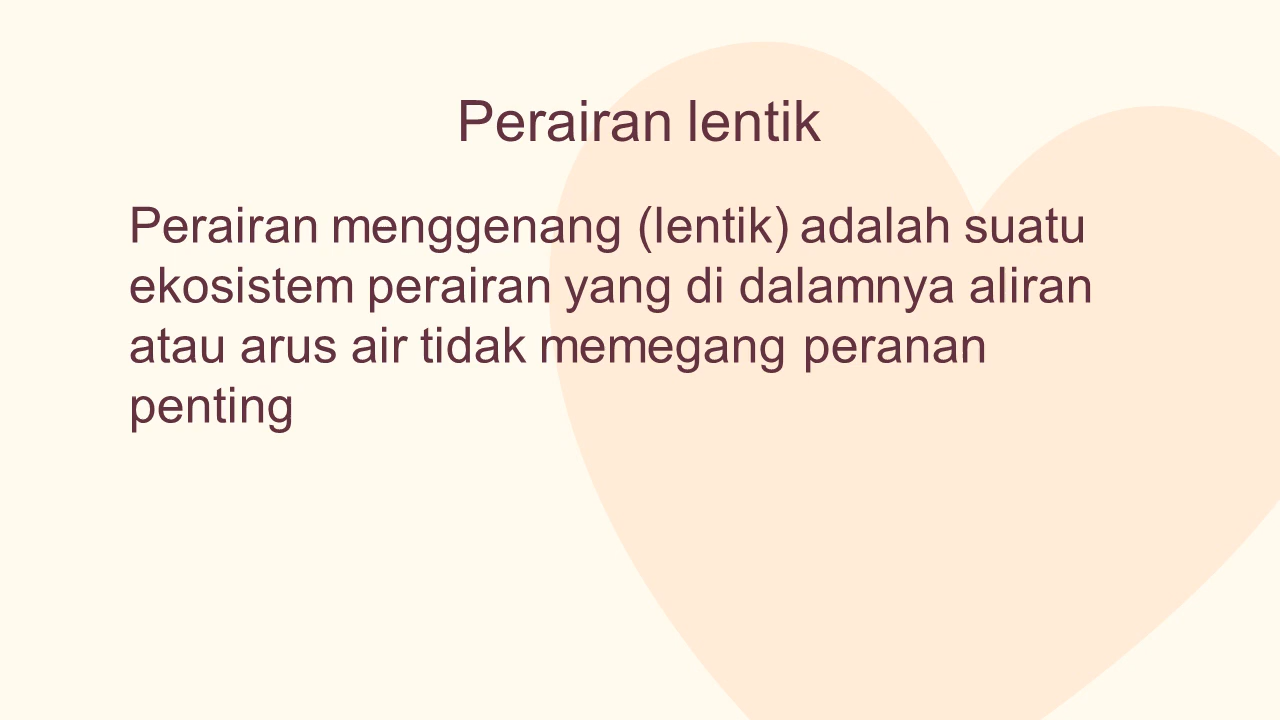 Perairan lentik
Perairan menggenang (lentik) adalah suatu
ekosistem perairan yang di dalamnya aliran
atau arus air tidak memegang peranan
penting